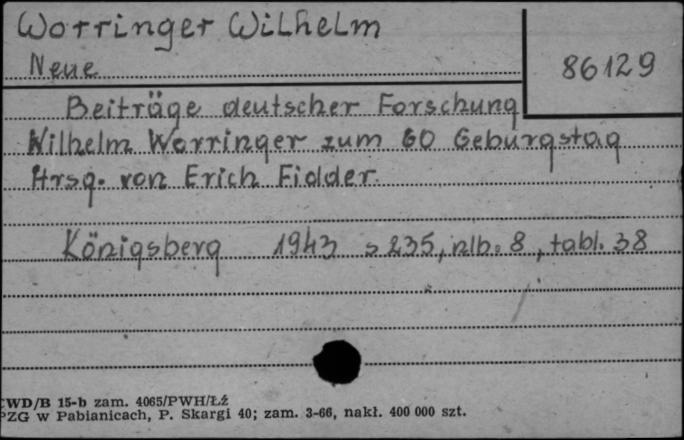 Worringer Wilhelm
Neue
86129
Beiträge deutscher Forschung
Wilhelm Worringer zum 60 Geburgstag
Hrsg. von Erich Fidder.
Königsberg 1943 s 235, nlb. 8, tabl. 38
CWD/B 15-b zam. 4065/PWH/Łź
PZG w Pabianicach, P. Skargi 40; zam. 3-66, nakł. 400 000 szt.